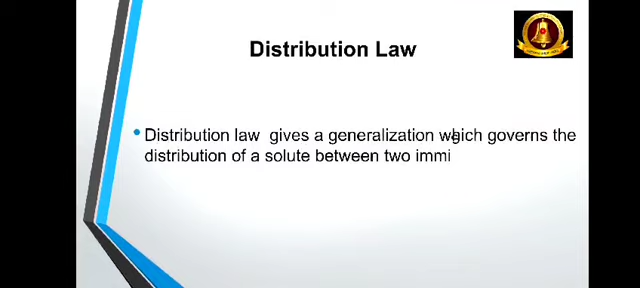 Distribution Law
Distribution law gives a generalization which governs the
distribution of a solute between two immi